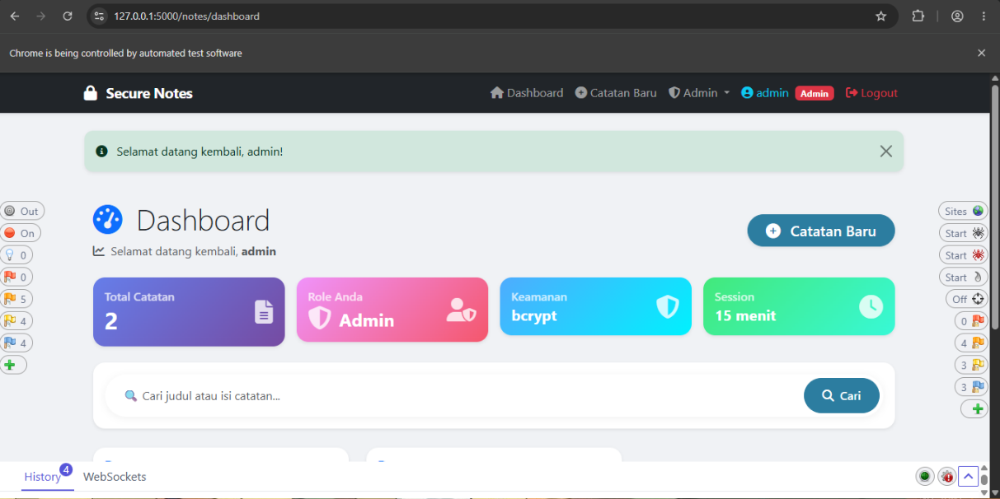 127.0.0.1:5000/notes/dashboard
Chrome is being controlled by automated test software
Secure Notes
Dashboard
Catatan Baru
Admin
admin
Admin
Logout
Selamat datang kembali, admin!
Out
On
0
0
5
4
4
Dashboard
Selamat datang kembali, admin
Catatan Baru
Total Catatan
2
Role Anda
Admin
Keamanan
bcrypt
Session
15 menit
Cari judul atau isi catatan...
Cari
Sites
Start
Start
Start
Off
0
4
3
3
History
4
WebSockets